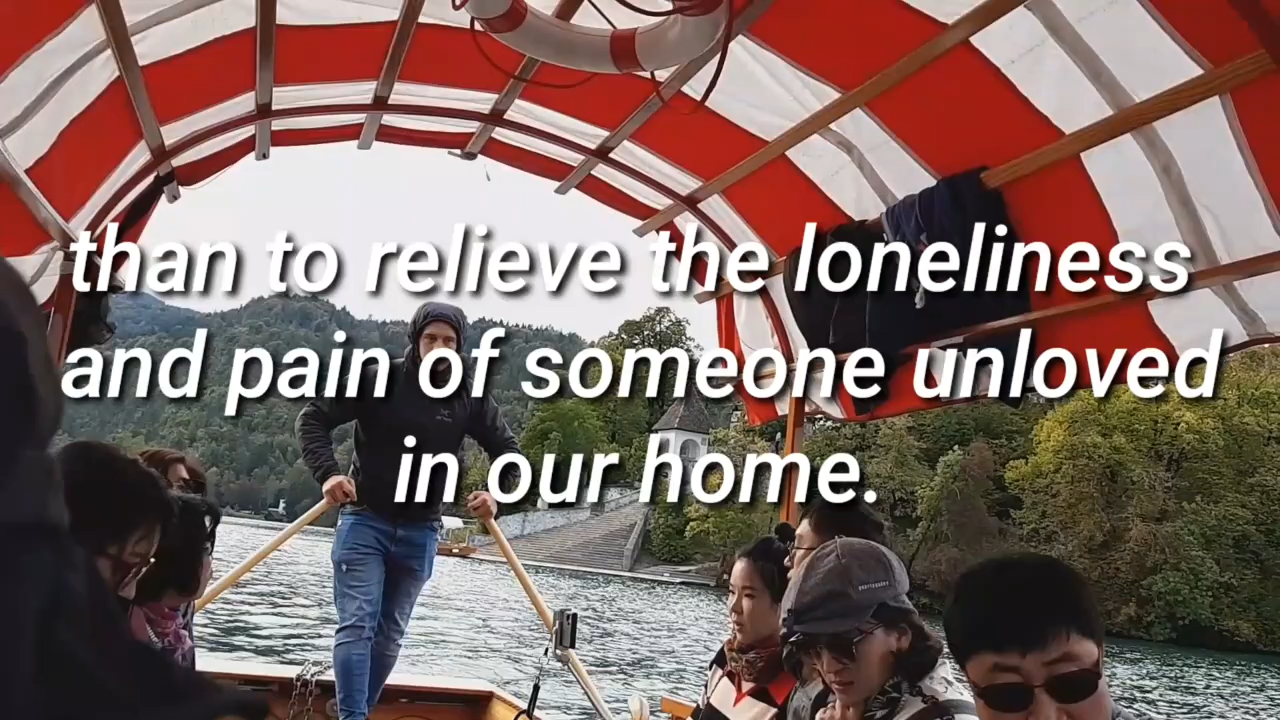 than to relieve the loneliness
and pain of someone unloved
in our home.